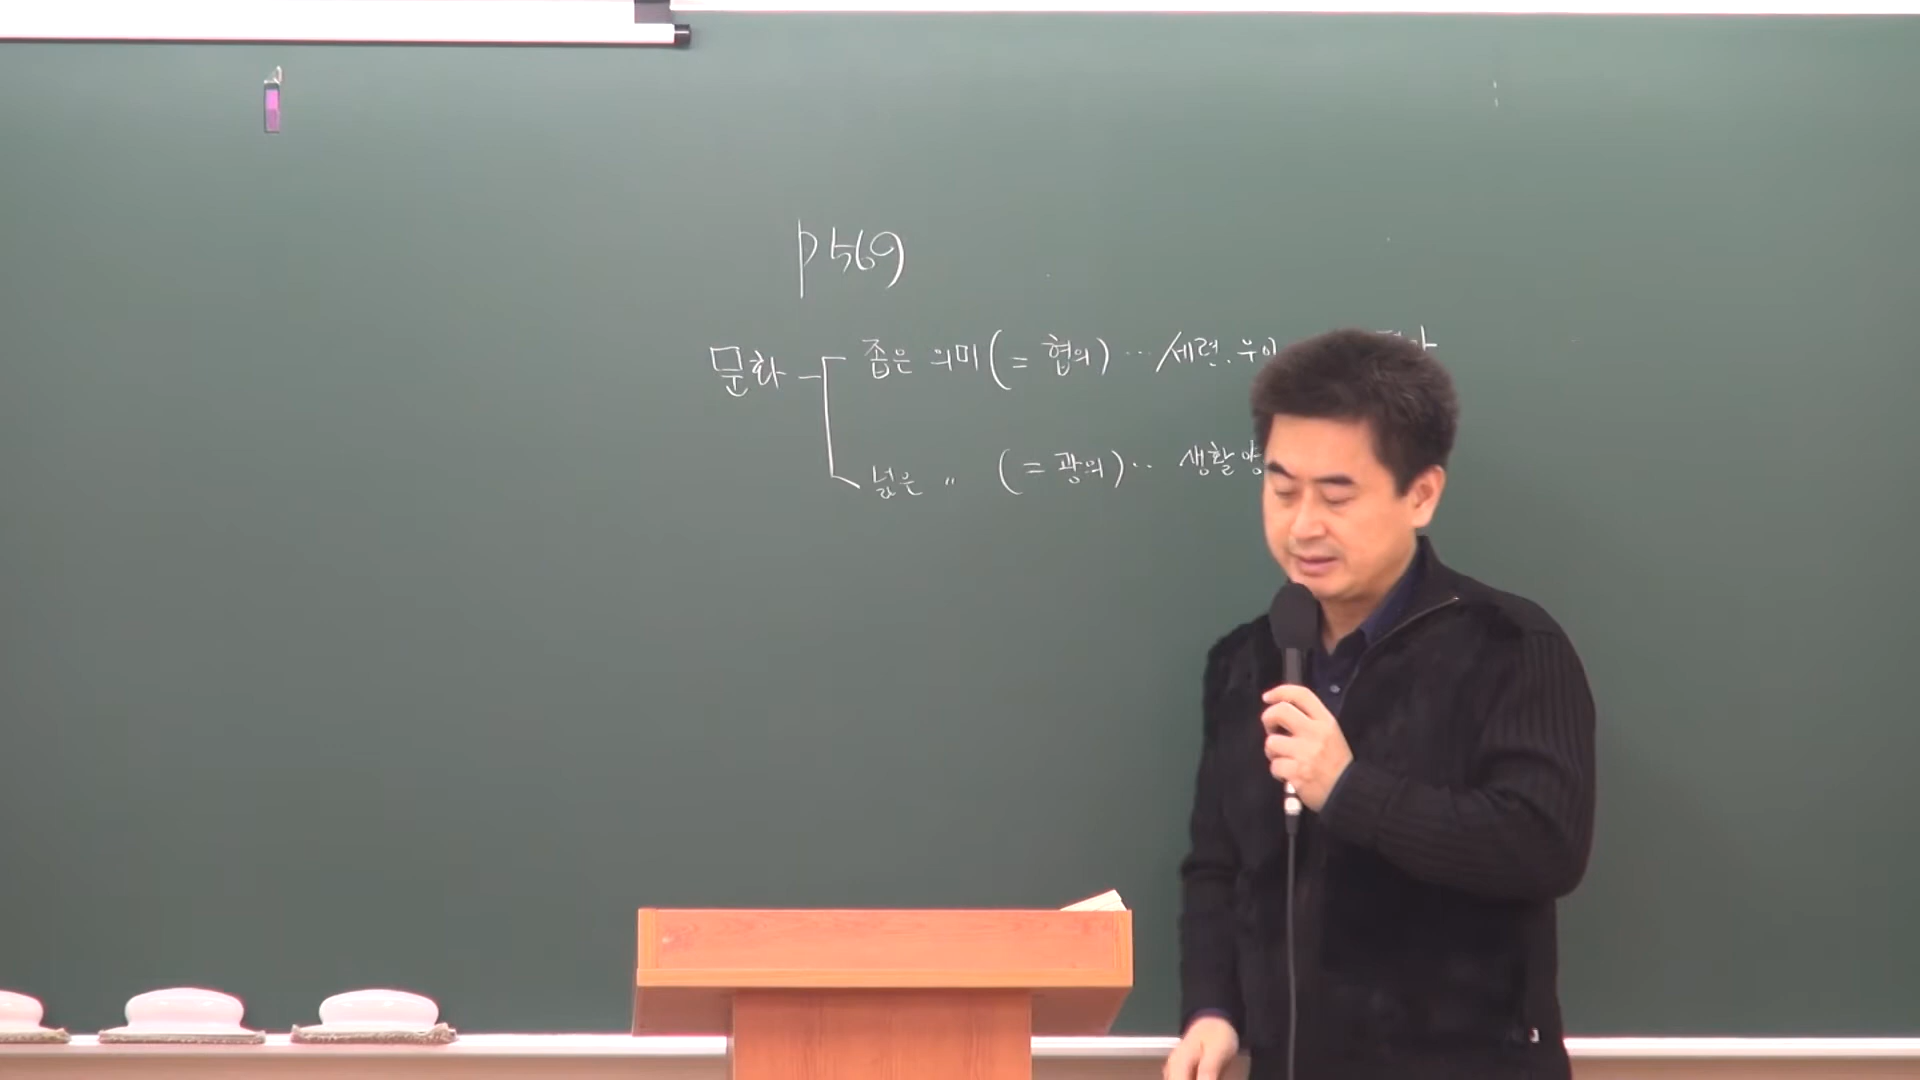 p 569
문화 좁은 의미 (= 협의) ··· 세련. 우아
넓은 〃 (= 광의) ·· 생활양